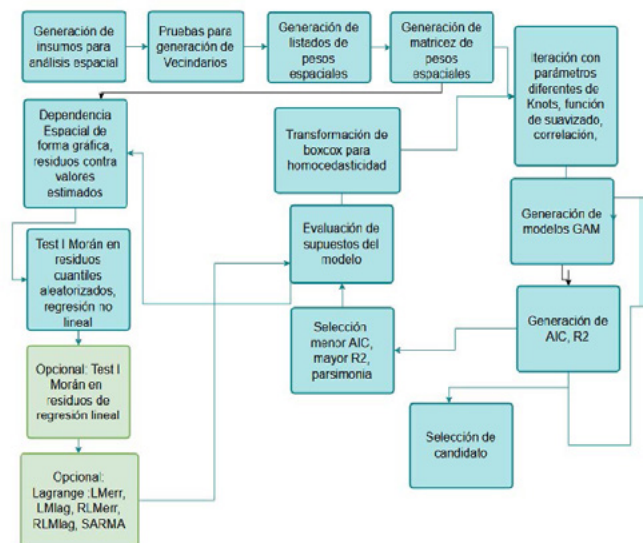 Generación de
insumos para
análisis espacial
Pruebas para
generación de
Vecindarios
Generación de
listados de pesos
espaciales
Generación de
matricez de
pesos
espaciales
Iteración con
parámetros
diferentes de
Knots, función
de suavizado,
correlación,
Dependencia
Espacial de
forma gráfica,
residuos contra
valores
estimados
Transformación de
boxcox para
homocedasticidad
Generación de
modelos GAM
Test I Morán en
residuos
cuantiles
aleatorizados,
regresión no
lineal
Evaluación de
supuestos del
modelo
Generación de
AIC, R2
Selección
menor AIC,
mayor R2,
parsimonia
Opcional: Test I
Morán en
residuos de
regresión lineal
Selección de
candidato
Opcional:
Lagrange :LMerr,
LMlag, RLMerr,
RLMlag, SARMA